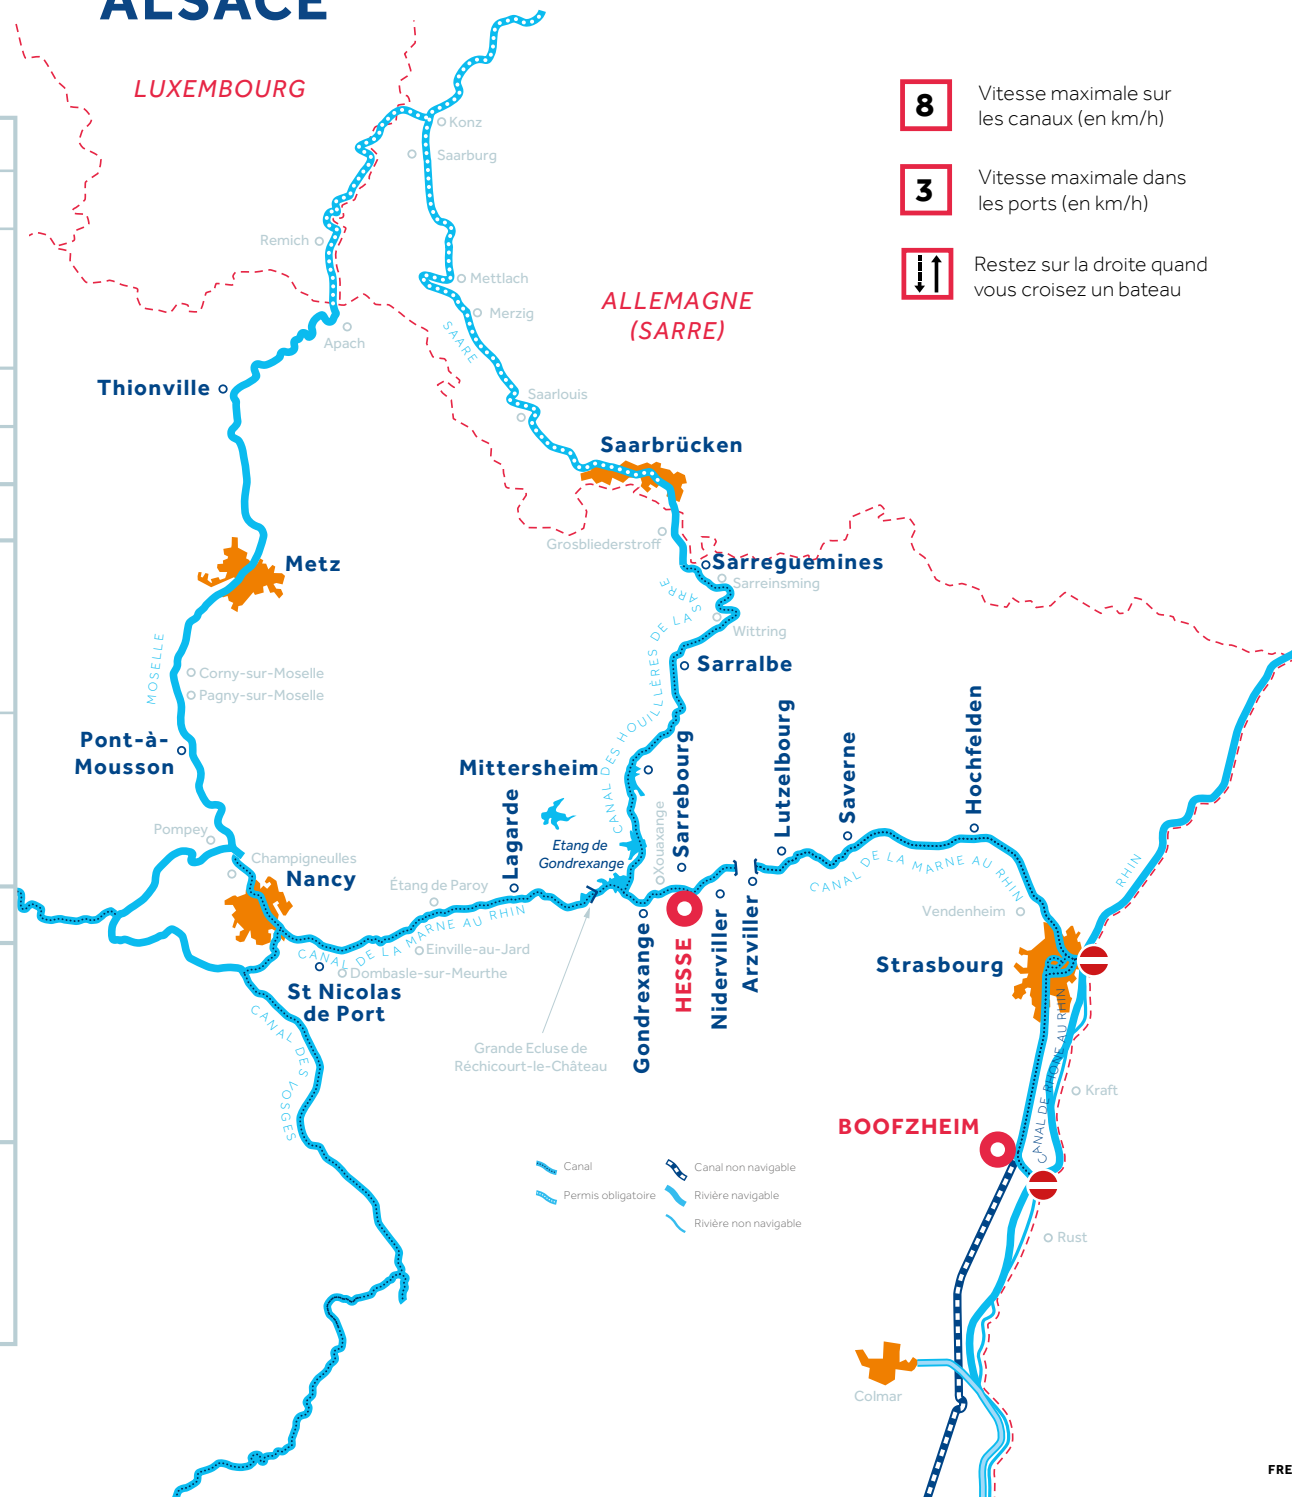 ALSACE
LUXEMBOURG
8
Vitesse maximale sur
les canaux (en km/h)
3
Vitesse maximale dans
les ports (en km/h)
Restez sur la droite quand
vous croisez un bateau
Konz
Saarburg
Remich
Mettlach
Merzig
ALLEMAGNE
(SARRE)
SAARE
Apach
Thionville
Saarlouis
Saarbrücken
Grosbliederstroff
Metz
Sarreguemines
Sarreinsming
Wittring
CANAL DES HOUILLÈRES DE LA SARRE
MOSELLE
Corny-sur-Moselle
Pagny-sur-Moselle
Sarralbe
Pont-à-
Mousson
Mittersheim
Lagarde
Etang de
Gondrexange
Xouaxange
Sarrebourg
Lutzelbourg
Saverne
Hochfelden
Pompey
Champigneulles
Nancy
Étang de Paroy
CANAL DE LA MARNE AU RHIN
Einville-au-Jard
Dombasle-sur-Meurthe
St Nicolas
de Port
CANAL DE LA MARNE AU RHIN
RHIN
Vendenheim
Strasbourg
Gondrexange
HESSE
Niderviller
Arzviller
Grande Ecluse de
Réchicourt-le-Château
CANAL DES VOSGES
CANAL DE RHONE AU RHIN
Kraft
BOOFZHEIM
Canal
Canal non navigable
Permis obligatoire
Rivière navigable
Rivière non navigable
Rust
Colmar
FRE